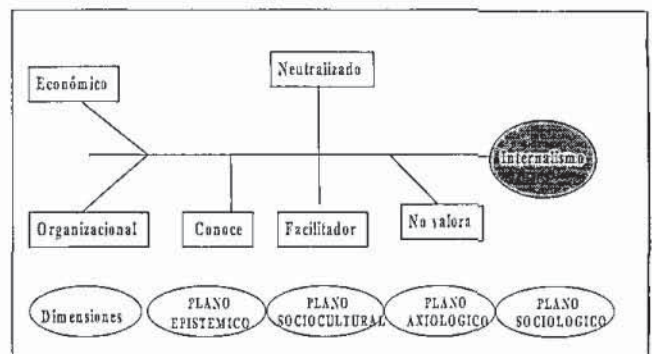 Económico
Neutralizado
Internalismo
Organizacional
Conoce
Facilitador
No valora
Dimensiones
PLANO
EPISTEMICO
PLANO
SOCIOCULTURAL
PLANO
AXIOLOGICO
PLANO
SOCIOLOGICO